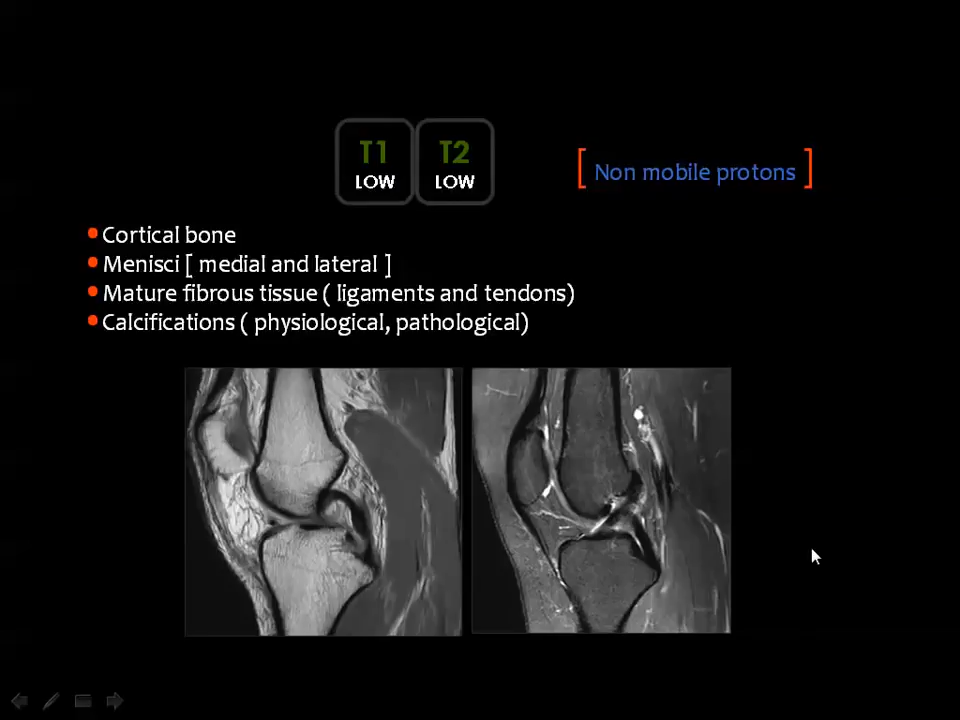 T1 T2
LOW LOW
[ Non mobile protons ]
Cortical bone
Menisci [ medial and lateral ]
Mature fibrous tissue ( ligaments and tendons)
Calcifications ( physiological, pathological)